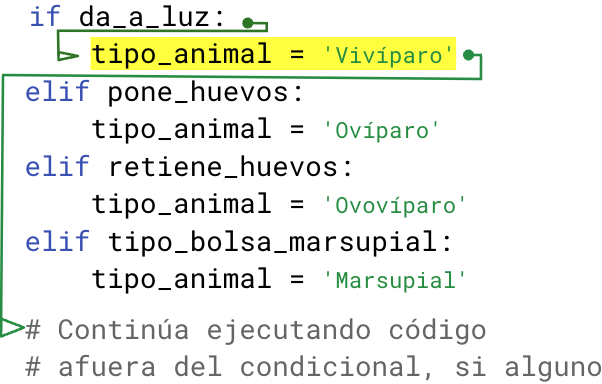 if da_a_luz:
    tipo_animal = 'Vivíparo'
elif pone_huevos:
    tipo_animal = 'Ovíparo'
elif retiene_huevos:
    tipo_animal = 'Ovovíparo'
elif tipo_bolsa_marsupial:
    tipo_animal = 'Marsupial'
# Continúa ejecutando código
# afuera del condicional, si alguno